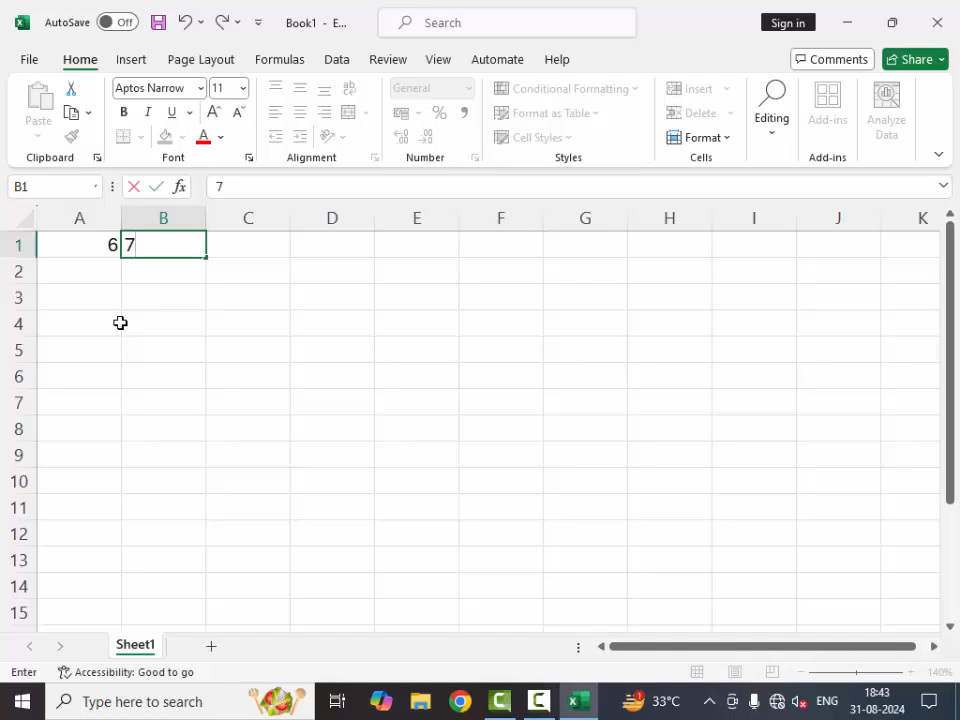 AutoSave Off Book1 - E... Search Sign in
File Home Insert Page Layout Formulas Data Review View Automate Help Comments Share
Paste Aptos Narrow 11 General Conditional Formatting Insert Editing Add-ins Analyze Data
B I U A A Format as Table Delete
A Cell Styles Format
Clipboard Font Alignment Number Styles Cells Add-ins
B1 fx 7
A B C D E F G H I J K
1 6 7
2
3
4
5
6
7
8
9
10
11
12
13
14
15
Sheet1
Enter Accessibility: Good to go 140%
Type here to search 1 33°C ENG 18:43
31-08-2024